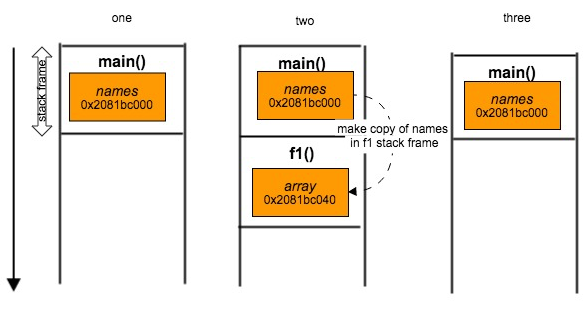 one
two
three
stack frame
main()
names
0x2081bc000
main()
names
0x2081bc000
make copy of names
in f1 stack frame
f1()
array
0x2081bc040
main()
names
0x2081bc000